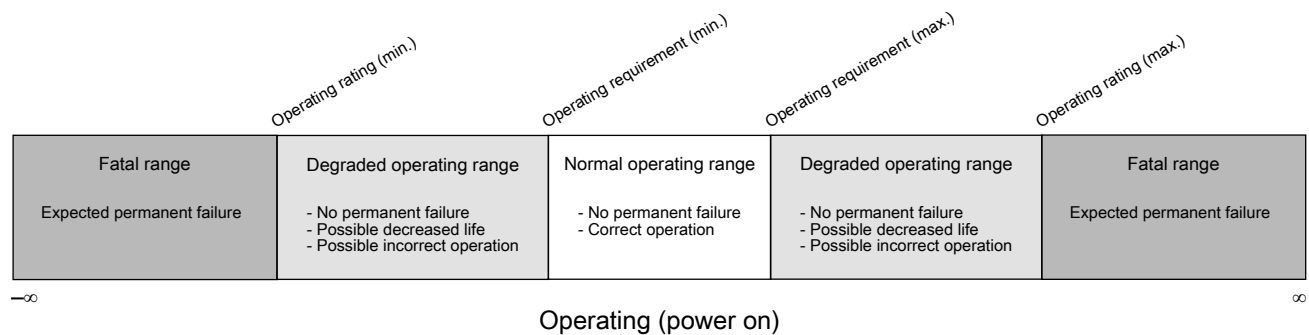 Operating rating (min.)
Operating requirement (min.)
Operating requirement (max.)
Operating rating (max.)
Fatal range
Expected permanent failure
Degraded operating range
- No permanent failure
- Possible decreased life
- Possible incorrect operation
Normal operating range
- No permanent failure
- Correct operation
Degraded operating range
- No permanent failure
- Possible decreased life
- Possible incorrect operation
Fatal range
Expected permanent failure
–∞
∞
Operating (power on)